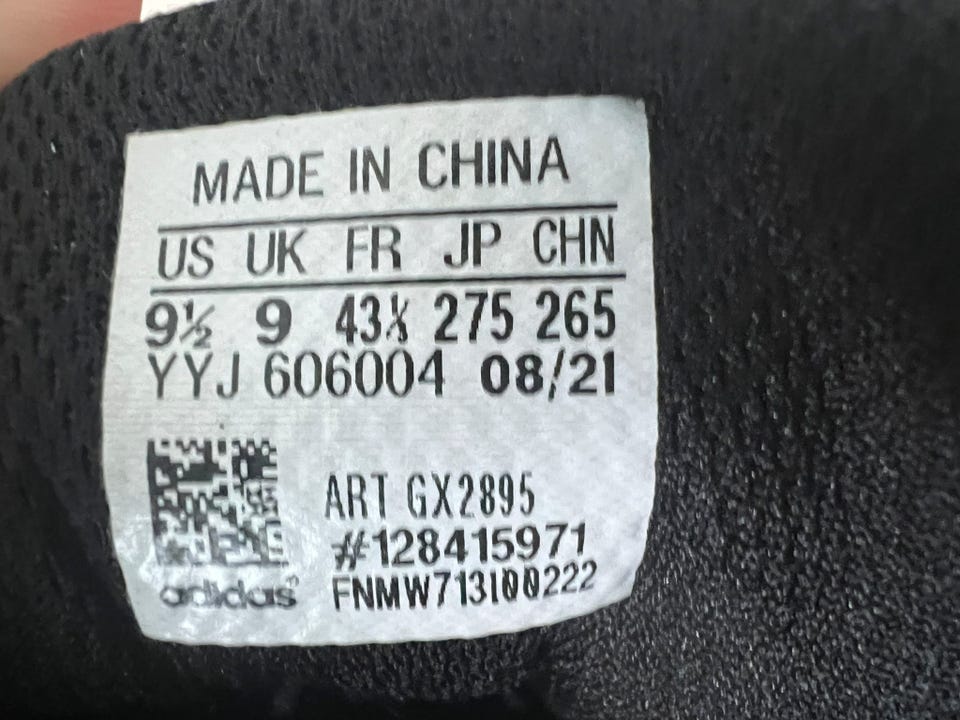 MADE IN CHINA
US UK FR JP CHN
9½ 9 43⅓ 275 265
YYJ 606004 08/21
ART GX2895
#128415971
adidas FNMW713I00222